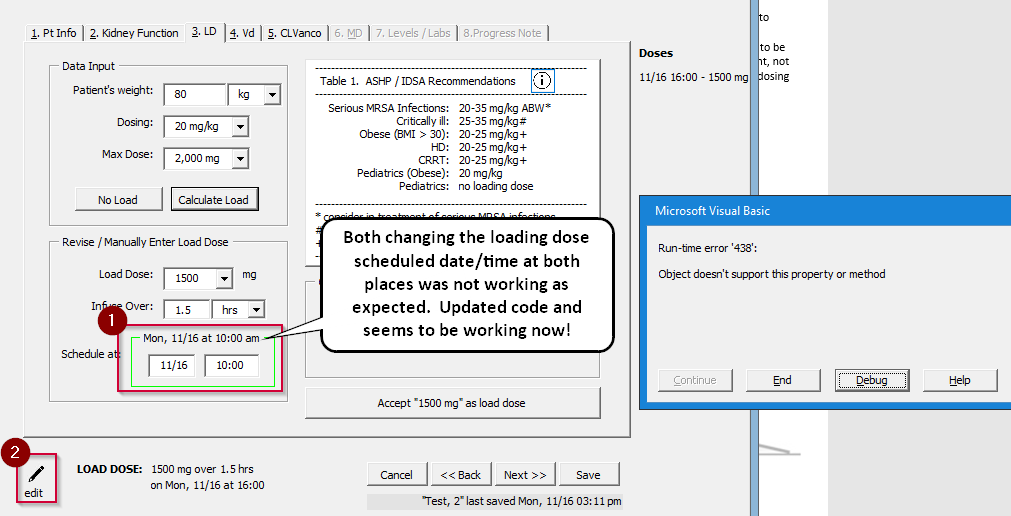 1. Pt Info
2. Kidney Function
3. LD
4. Vd
5. CLVanco
6. MD
7. Levels / Labs
8.Progress Note
Data Input
Patient's weight: 80 kg
Dosing: 20 mg/kg
Max Dose: 2,000 mg
No Load
Calculate Load
Table 1. ASHP / IDSA Recommendations
Serious MRSA Infections: 20-35 mg/kg ABW*
Critically ill: 25-35 mg/kg#
Obese (BMI > 30): 20-25 mg/kg+
HD: 20-25 mg/kg+
CRRT: 20-25 mg/kg+
Pediatrics (Obese): 20 mg/kg
Pediatrics: no loading dose
* consider in treatment of serious MRSA infections
Revise / Manually Enter Load Dose
Load Dose: 1500 mg
Infuse Over: 1.5 hrs
1
Schedule at:
Mon, 11/16 at 10:00 am
11/16 10:00
Both changing the loading dose
scheduled date/time at both
places was not working as
expected. Updated code and
seems to be working now!
Accept "1500 mg" as load dose
2
edit
LOAD DOSE: 1500 mg over 1.5 hrs
on Mon, 11/16 at 16:00
Cancel
<< Back
Next >>
Save
"Test, 2" last saved Mon, 11/16 03:11 pm
Doses
11/16 16:00 - 1500 mg
to
to be
nt, not
dosing
Microsoft Visual Basic
Run-time error '438':
Object doesn't support this property or method
Continue
End
Debug
Help